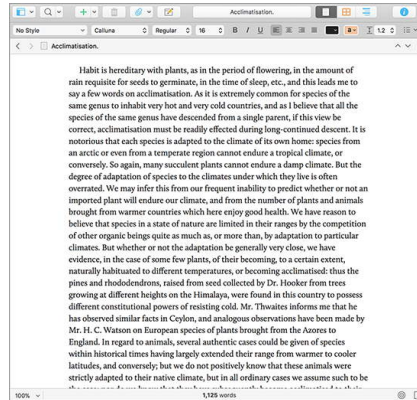 Acclimatisation.
No Style Calluna Regular 16 B I U a 1.2
Acclimatisation.
Habit is hereditary with plants, as in the period of flowering, in the amount of
rain requisite for seeds to germinate, in the time of sleep, etc., and this leads me to
say a few words on acclimatisation. As it is extremely common for species of the
same genus to inhabit very hot and very cold countries, and as I believe that all the
species of the same genus have descended from a single parent, if this view be
correct, acclimatisation must be readily effected during long-continued descent. It is
notorious that each species is adapted to the climate of its own home: species from
an arctic or even from a temperate region cannot endure a tropical climate, or
conversely. So again, many succulent plants cannot endure a damp climate. But the
degree of adaptation of species to the climates under which they live is often
overrated. We may infer this from our frequent inability to predict whether or not an
imported plant will endure our climate, and from the number of plants and animals
brought from warmer countries which here enjoy good health. We have reason to
believe that species in a state of nature are limited in their ranges by the competition
of other organic beings quite as much as, or more than, by adaptation to particular
climates. But whether or not the adaptation be generally very close, we have
evidence, in the case of some few plants, of their becoming, to a certain extent,
naturally habituated to different temperatures, or becoming acclimatised: thus the
pines and rhododendrons, raised from seed collected by Dr. Hooker from trees
growing at different heights on the Himalaya, were found in this country to possess
different constitutional powers of resisting cold. Mr. Thwaites informs me that he
has observed similar facts in Ceylon, and analogous observations have been made by
Mr. H. C. Watson on European species of plants brought from the Azores to
England. In regard to animals, several authentic cases could be given of species
within historical times having largely extended their range from warmer to cooler
latitudes, and conversely; but we do not positively know that these animals were
strictly adapted to their native climate, but in all ordinary cases we assume such to be
100% 1,125 words